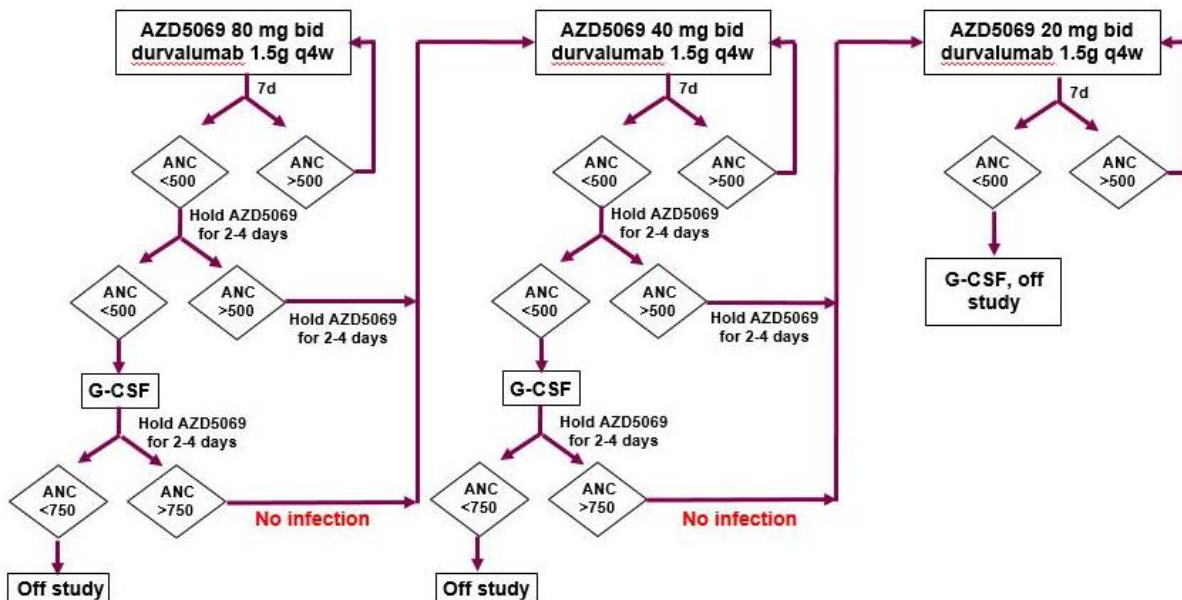 AZD5069 80 mg bid
durvalumab 1.5g q4w
7d
ANC
<500
ANC
>500
Hold AZD5069
for 2-4 days
ANC
<500
ANC
>500
Hold AZD5069
for 2-4 days
G-CSF
Hold AZD5069
for 2-4 days
ANC
<750
ANC
>750
No infection
Off study
AZD5069 40 mg bid
durvalumab 1.5g q4w
7d
ANC
<500
ANC
>500
Hold AZD5069
for 2-4 days
ANC
<500
ANC
>500
Hold AZD5069
for 2-4 days
G-CSF
Hold AZD5069
for 2-4 days
ANC
<750
ANC
>750
No infection
Off study
AZD5069 20 mg bid
durvalumab 1.5g q4w
7d
ANC
<500
ANC
>500
G-CSF, off
study